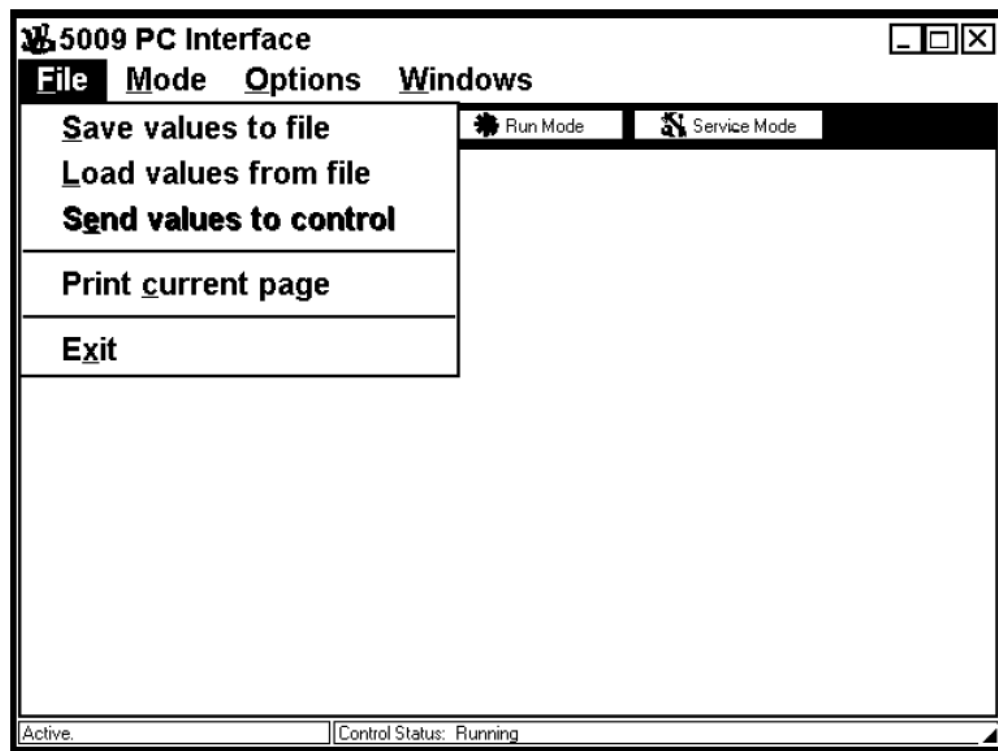 5009 PC Interface
File Mode Options Windows
Save values to file
Run Mode Service Mode
Load values from file
Send values to control
Print current page
Exit
Active. Control Status: Running